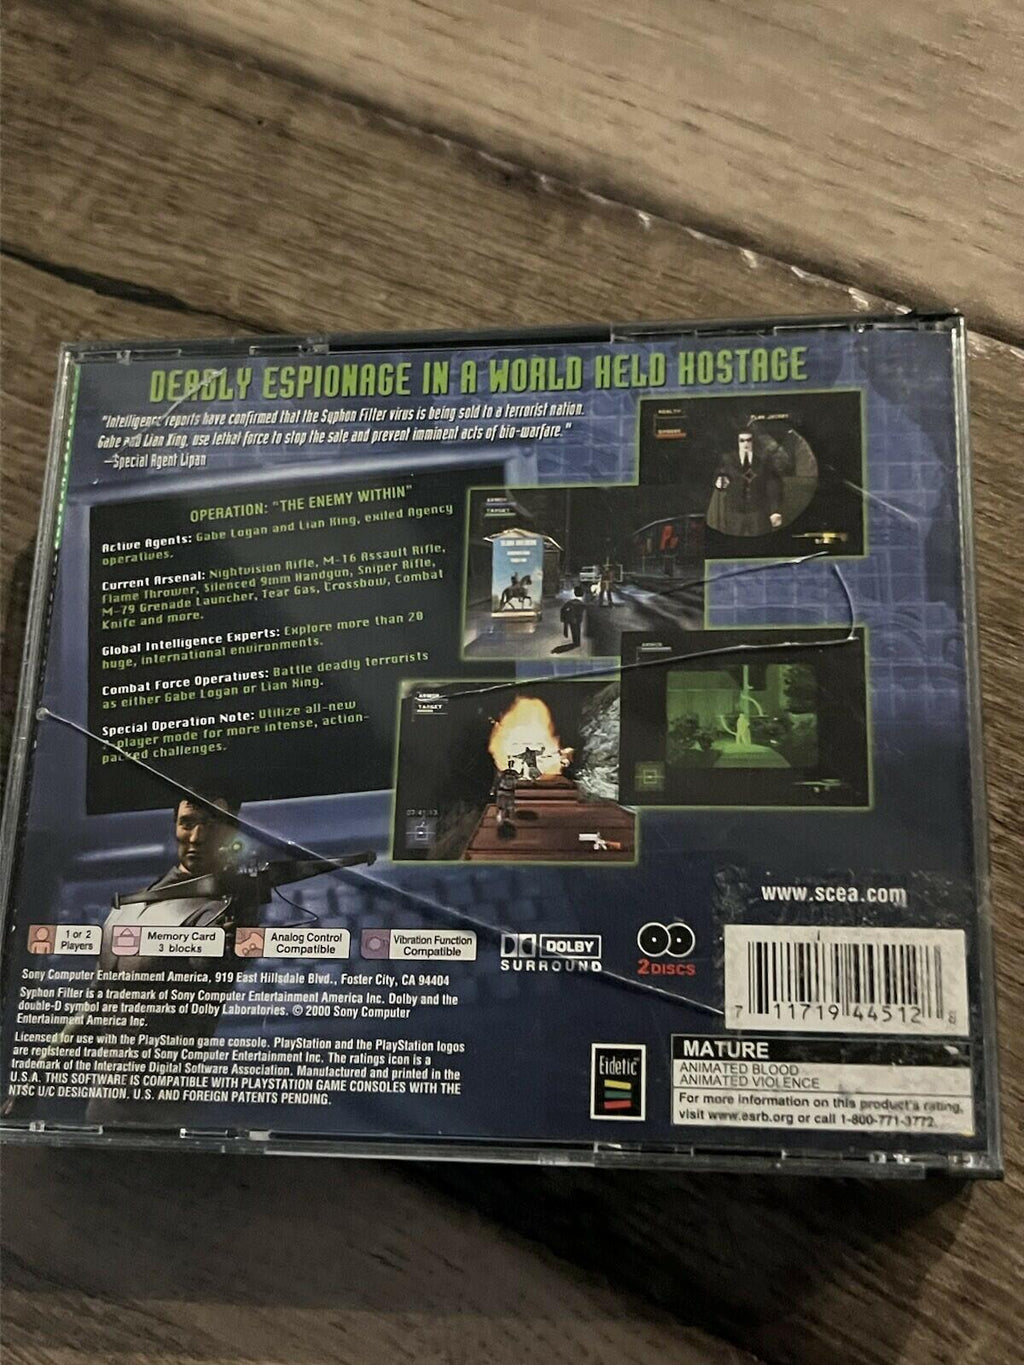 DEADLY ESPIONAGE IN A WORLD HELD HOSTAGE
"Intelligence reports have confirmed that the Syphon Filter virus is being sold to a terrorist nation.
Gabe and Lian Xing, use lethal force to stop the sale and prevent imminent acts of bio-warfare."
—Special Agent Lipan
OPERATION: "THE ENEMY WITHIN"
Active Agents: Gabe Logan and Lian Xing, exiled Agency
operatives.
Current Arsenal: Nightvision Rifle, M-16 Assault Rifle,
Flame Thrower, Silenced 9mm Handgun, Sniper Rifle,
M-79 Grenade Launcher, Tear Gas, Crossbow, Combat
Knife and more.
Global Intelligence Experts: Explore more than 20
huge, international environments.
Combat Force Operatives: Battle deadly terrorists
as either Gabe Logan or Lian Xing.
Special Operation Note: Utilize all-new
2-player mode for more intense, action-
packed challenges.
FLAK JACKET
ARMOR
TARGET
ARMOR
TARGET
www.scea.com
1 or 2
Players
Memory Card
3 blocks
Analog Control
Compatible
Vibration Function
Compatible
DOLBY
SURROUND
2 DISCS
Sony Computer Entertainment America, 919 East Hillsdale Blvd., Foster City, CA 94404
Syphon Filter is a trademark of Sony Computer Entertainment America Inc. Dolby and the
double-D symbol are trademarks of Dolby Laboratories. © 2000 Sony Computer
Entertainment America Inc.
Licensed for use with the PlayStation game console. PlayStation and the PlayStation logos
are registered trademarks of Sony Computer Entertainment Inc. The ratings icon is a
trademark of the Interactive Digital Software Association. Manufactured and printed in the
U.S.A. THIS SOFTWARE IS COMPATIBLE WITH PLAYSTATION GAME CONSOLES WITH THE
NTSC U/C DESIGNATION. U.S. AND FOREIGN PATENTS PENDING.
Eidetic
7 11719 44512
MATURE
ANIMATED BLOOD
ANIMATED VIOLENCE
For more information on this product's rating,
visit www.esrb.org or call 1-800-771-3772.